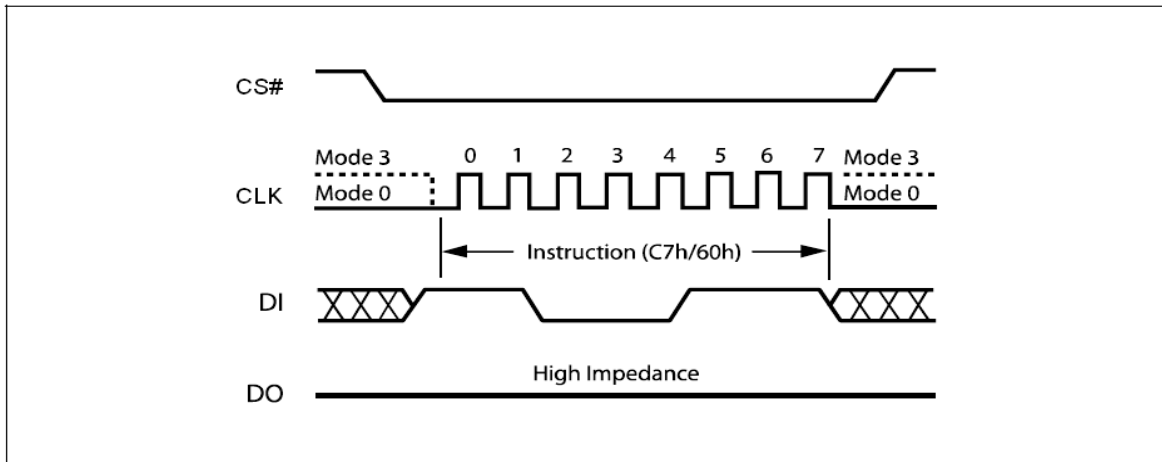 CS#
Mode 3 0 1 2 3 4 5 6 7 Mode 3
CLK Mode 0 Mode 0
Instruction (C7h/60h)
DI
High Impedance
DO